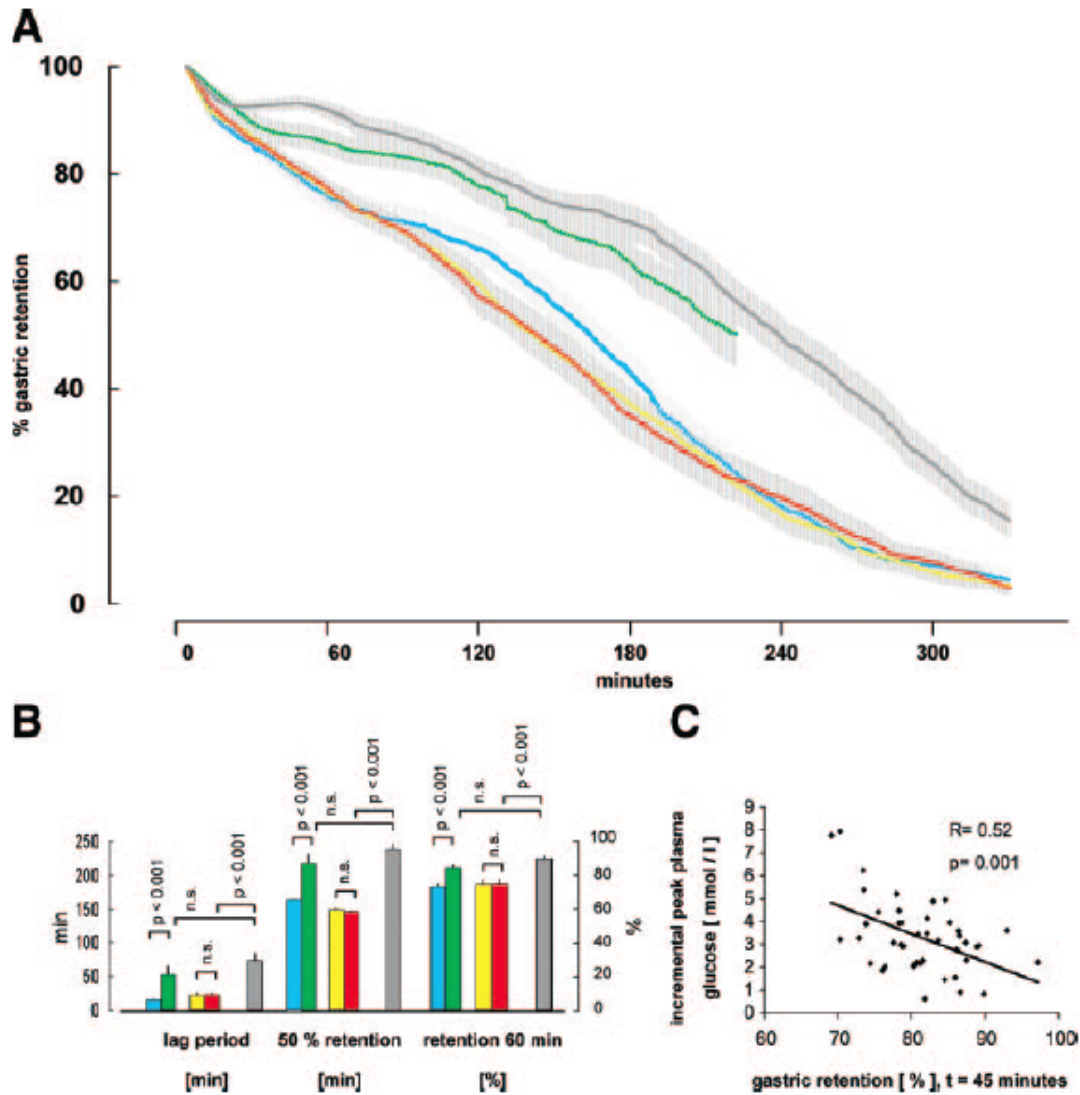 A
100
80
60
40
20
0
% gastric retention
0 60 120 180 240 300
minutes
B
p < 0.001
n.s.
p < 0.001
p < 0.001
n.s.
p < 0.001
p < 0.001
n.s.
p < 0.001
n.s.
n.s.
n.s.
250
200
150
100
50
0
min
100
80
60
40
20
0
%
lag period 50 % retention retention 60 min
[min] [min] [%]
C
9
8
7
6
5
4
3
2
1
0
incremental peak plasma
glucose [ mmol / l ]
R= 0.52
p= 0.001
60 70 80 90 100
gastric retention [ % ], t = 45 minutes